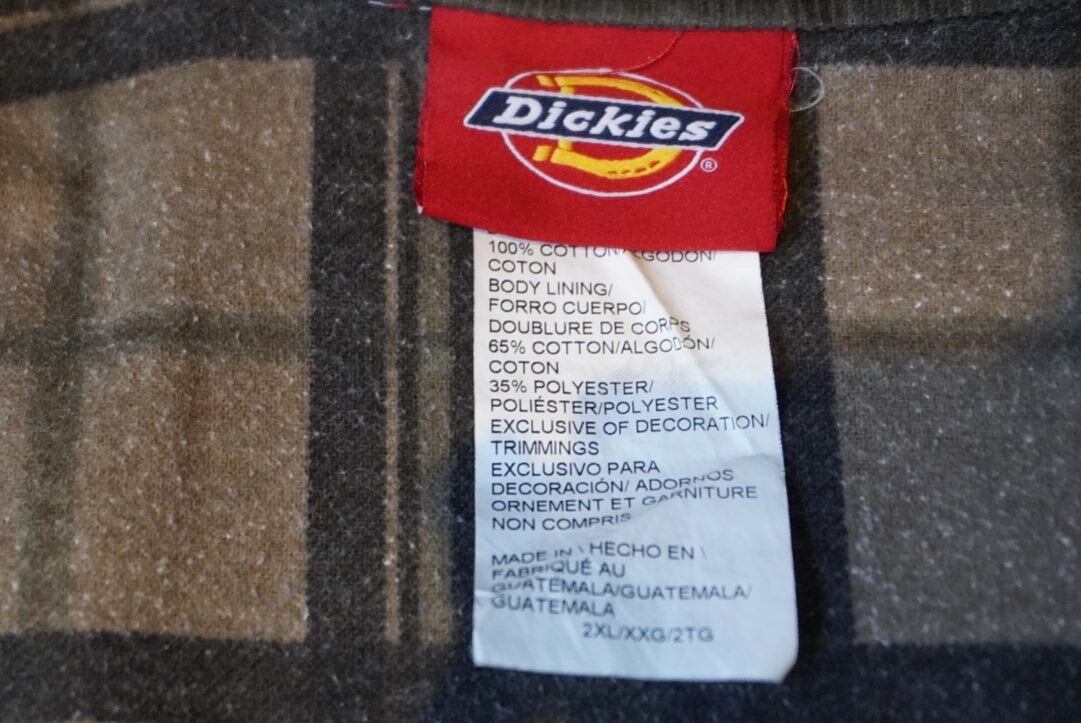 Dickies
®
100% COTTON/ALGODÓN/
COTON
BODY LINING/
FORRO CUERPO/
DOUBLURE DE CORPS
65% COTTON/ALGODÓN/
COTON
35% POLYESTER/
POLIÉSTER/POLYESTER
EXCLUSIVE OF DECORATION/
TRIMMINGS
EXCLUSIVO PARA
DECORACIÓN/ ADORNOS
ORNEMENT ET GARNITURE
NON COMPRIS
MADE IN \ HECHO EN \
FABRIQUÉ AU
GUATEMALA/GUATEMALA/
GUATEMALA
2XL/XXG/2TG